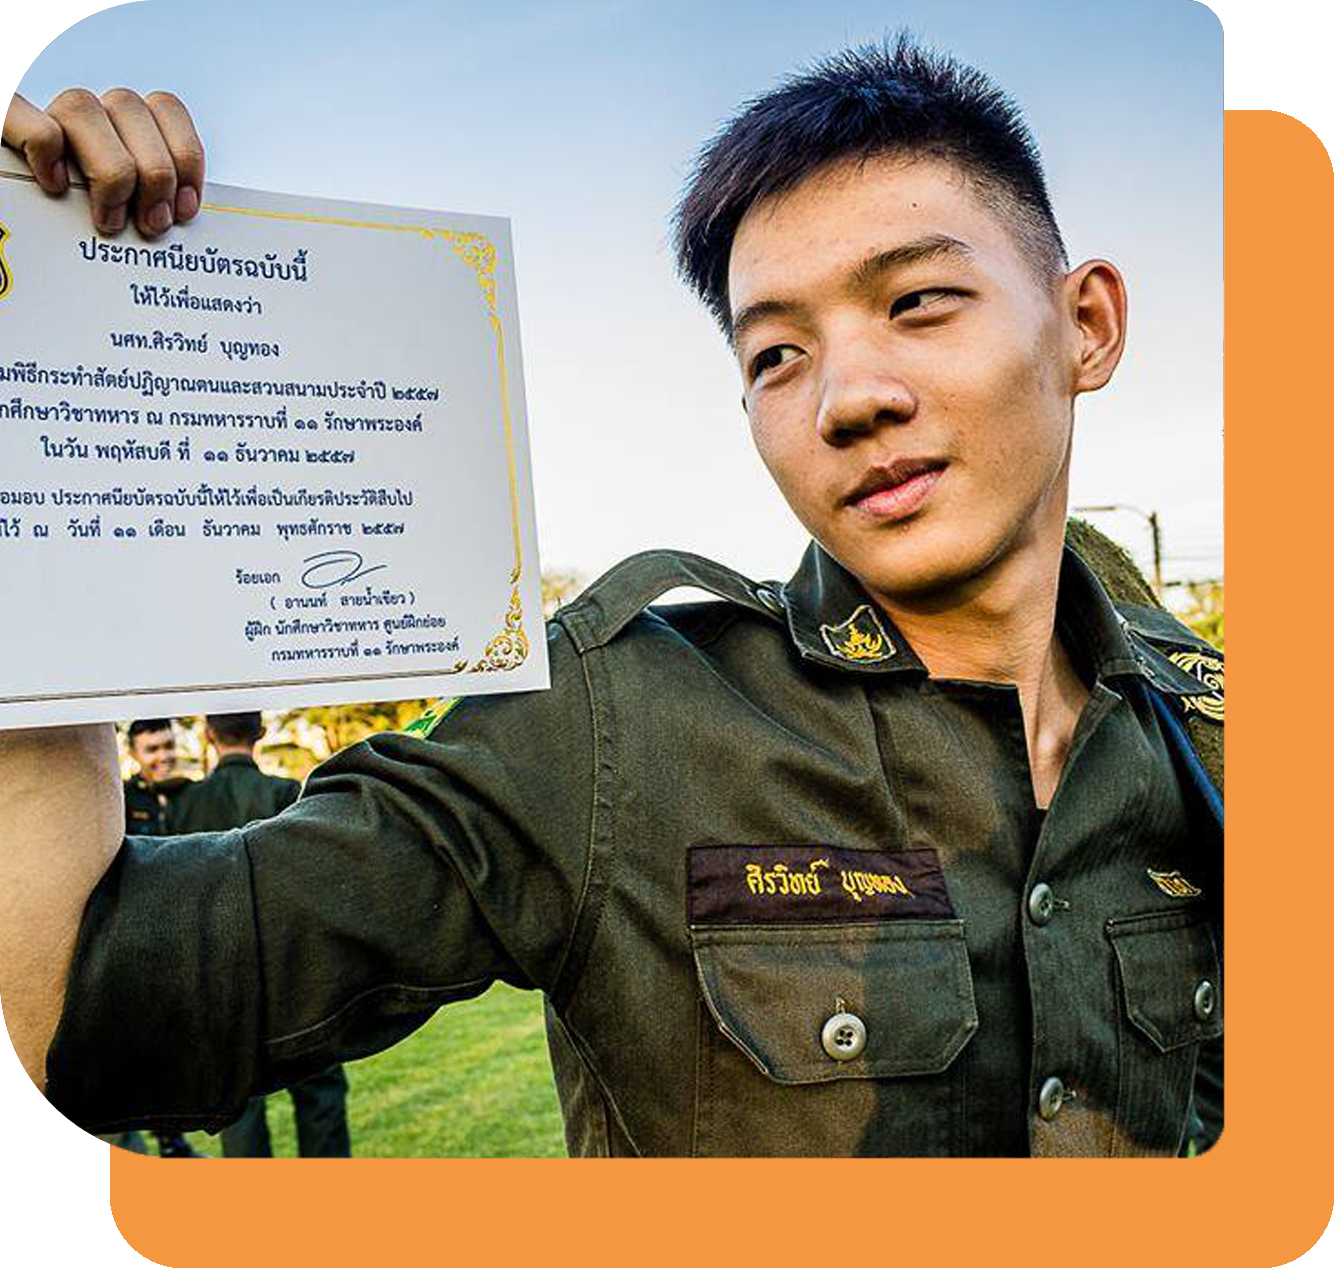 ประกาศนียบัตรฉบับนี้
ให้ไว้เพื่อแสดงว่า
นศท.ศิรวิทย์ บุญทอง
มพิธีกระทำสัตย์ปฏิญาณตนและสวนสนามประจำปี ๒๕๕๗
กศึกษาวิชาทหาร ณ กรมทหารราบที่ ๑๑ รักษาพระองค์
ในวัน พฤหัสบดี ที่ ๑๑ ธันวาคม ๒๕๕๗
อมอบ ประกาศนียบัตรฉบับนี้ให้ไว้เพื่อเป็นเกียรติประวัติสืบไป
ไว้ ณ วันที่ ๑๑ เดือน ธันวาคม พุทธศักราช ๒๕๕๗
ร้อยเอก
( อานนท์ สายน้ำเขียว )
ผู้ฝึก นักศึกษาวิชาทหาร ศูนย์ฝึกย่อย
กรมทหารราบที่ ๑๑ รักษาพระองค์
ศิรวิทย์ บุญทอง